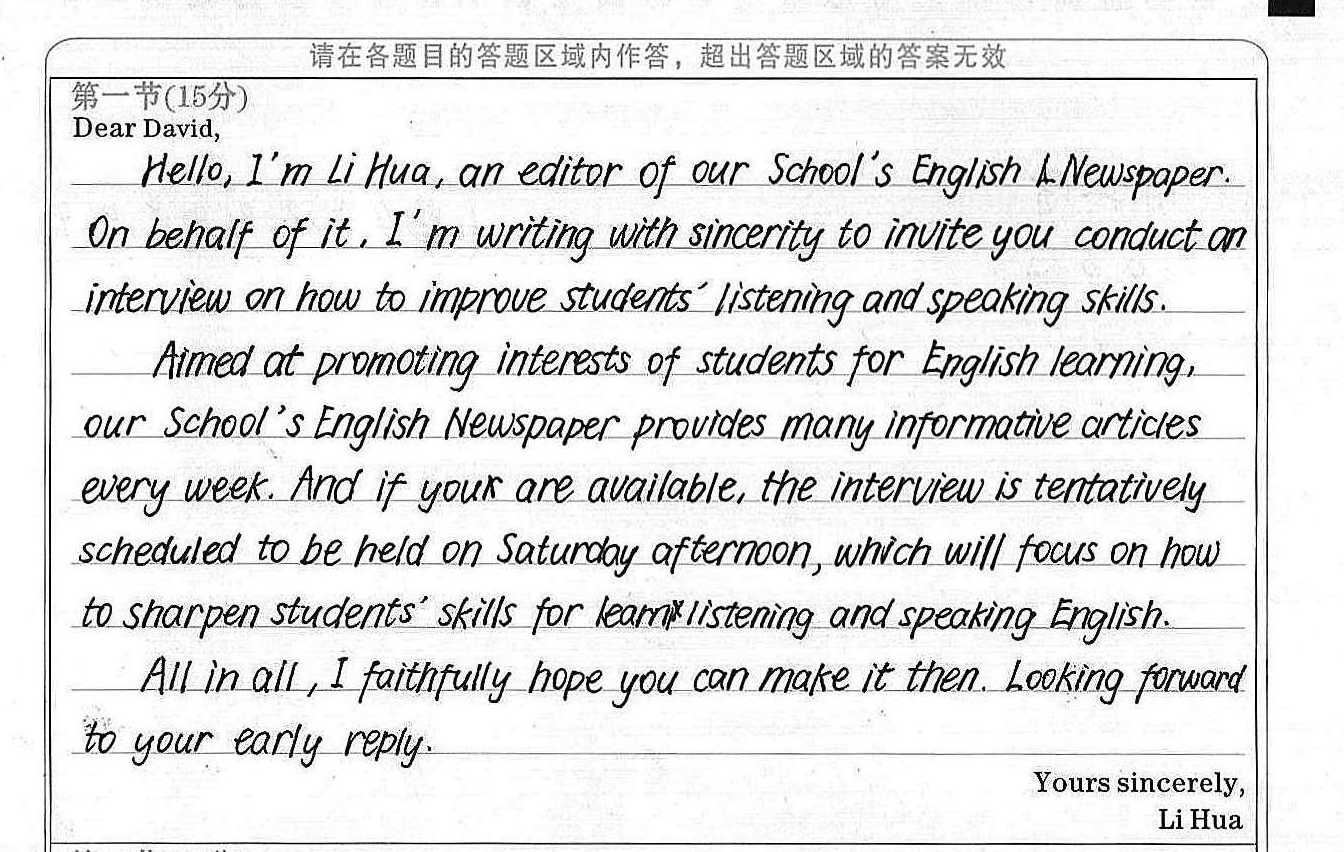 请在各题目的答题区域内作答，超出答题区域的答案无效
第一节(15分)
Dear David,
Hello, I'm Li Hua, an editor of our School's English Newspaper.
On behalf of it, I'm writing with sincerity to invite you conduct an
interview on how to improve students' listening and speaking skills.
Aimed at promoting interests of students for English learning,
our School's English Newspaper provides many informative articles
every week. And if you are available, the interview is tentatively
scheduled to be held on Saturday afternoon, which will focus on how
to sharpen students' skills for listening and speaking English.
All in all, I faithfully hope you can make it then. Looking forward
to your early reply.
Yours sincerely,
Li Hua